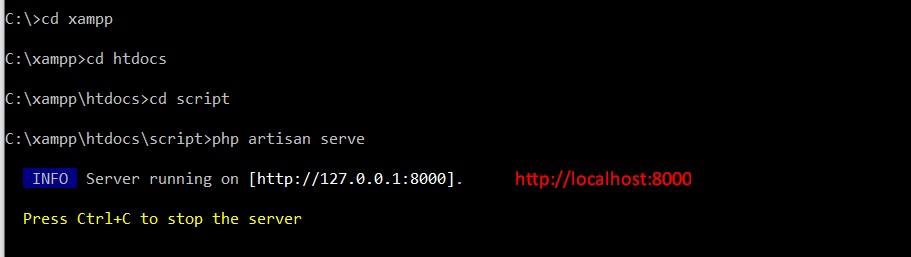 C:\>cd xampp
C:\xampp>cd htdocs
C:\xampp\htdocs>cd script
C:\xampp\htdocs\script>php artisan serve
INFO Server running on [http://127.0.0.1:8000]. http://localhost:8000
Press Ctrl+C to stop the server